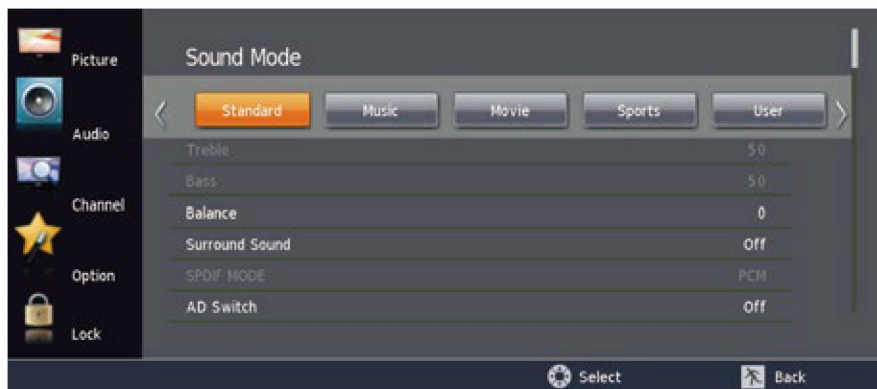 Picture
Audio
Channel
Option
Lock
Sound Mode
Standard Music Movie Sports User
Treble 50
Bass 50
Balance 0
Surround Sound Off
SPDIF MODE PCM
AD Switch Off
Select Back